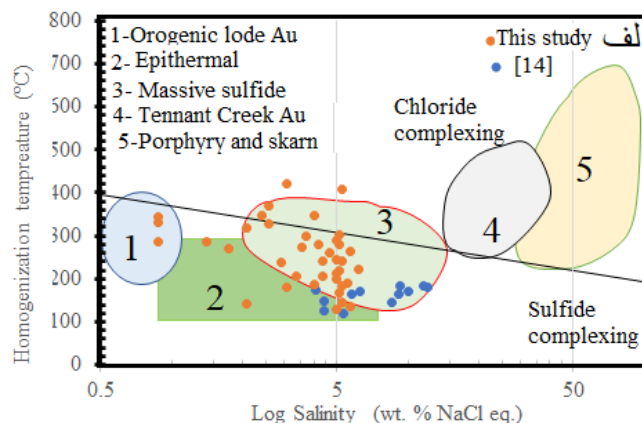 800
700
600
500
400
300
200
100
0
Homogenization tempreature (ºC)
1-Orogenic lode Au
2- Epithermal
3- Massive sulfide
4- Tennant Creek Au
5-Porphyry and skarn
This study
[14]
الف
Chloride
complexing
1
2
3
4
5
Sulfide
complexing
0.5
5
50
Log Salinity (wt. % NaCl eq.)